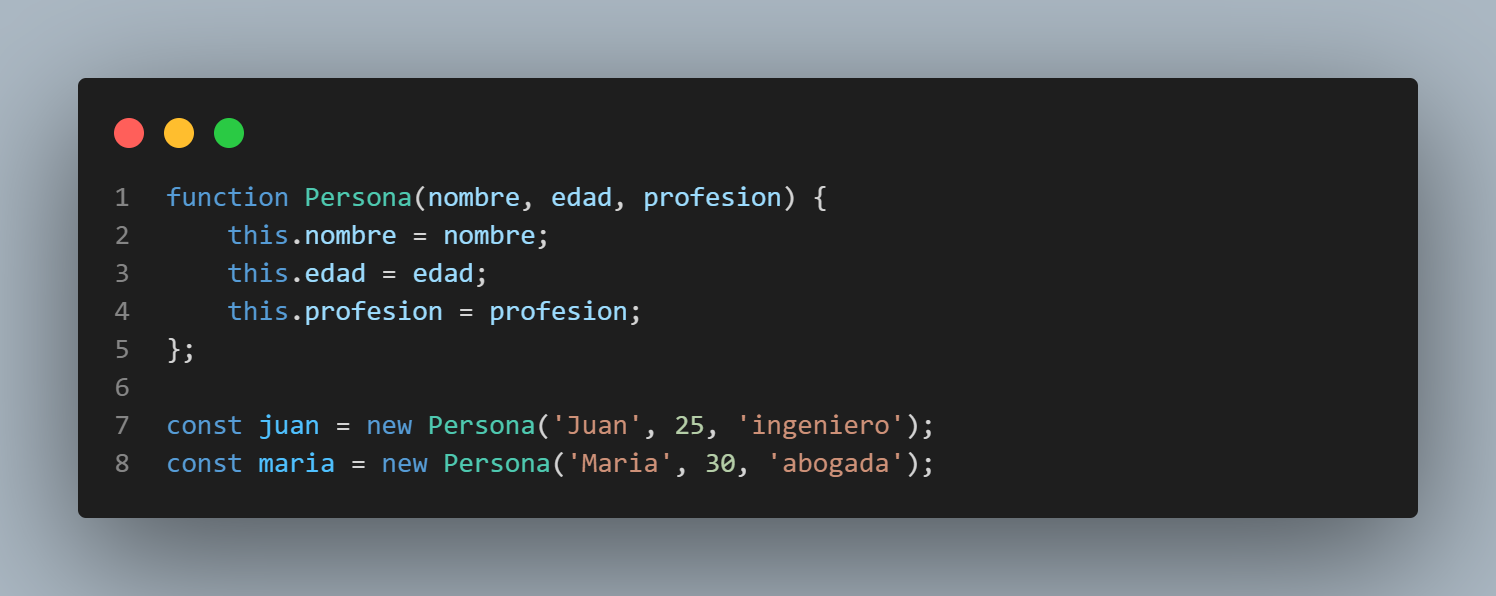 1 function Persona(nombre, edad, profesion) {
2     this.nombre = nombre;
3     this.edad = edad;
4     this.profesion = profesion;
5 };
6
7 const juan = new Persona('Juan', 25, 'ingeniero');
8 const maria = new Persona('Maria', 30, 'abogada');